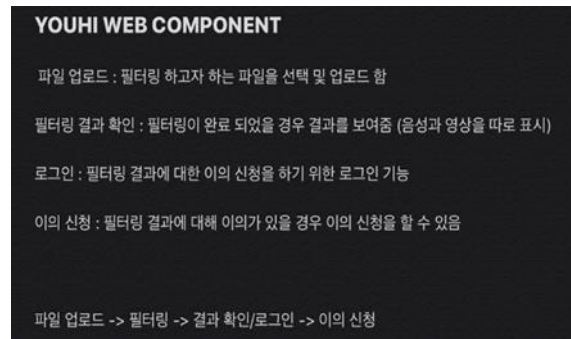 YOUHI WEB COMPONENT
파일 업로드 : 필터링 하고자 하는 파일을 선택 및 업로드 함
필터링 결과 확인 : 필터링이 완료 되었을 경우 결과를 보여줌 (음성과 영상을 따로 표시)
로그인 : 필터링 결과에 대한 이의 신청을 하기 위한 로그인 기능
이의 신청 : 필터링 결과에 대해 이의가 있을 경우 이의 신청을 할 수 있음
파일 업로드 -> 필터링 -> 결과 확인/로그인 -> 이의 신청